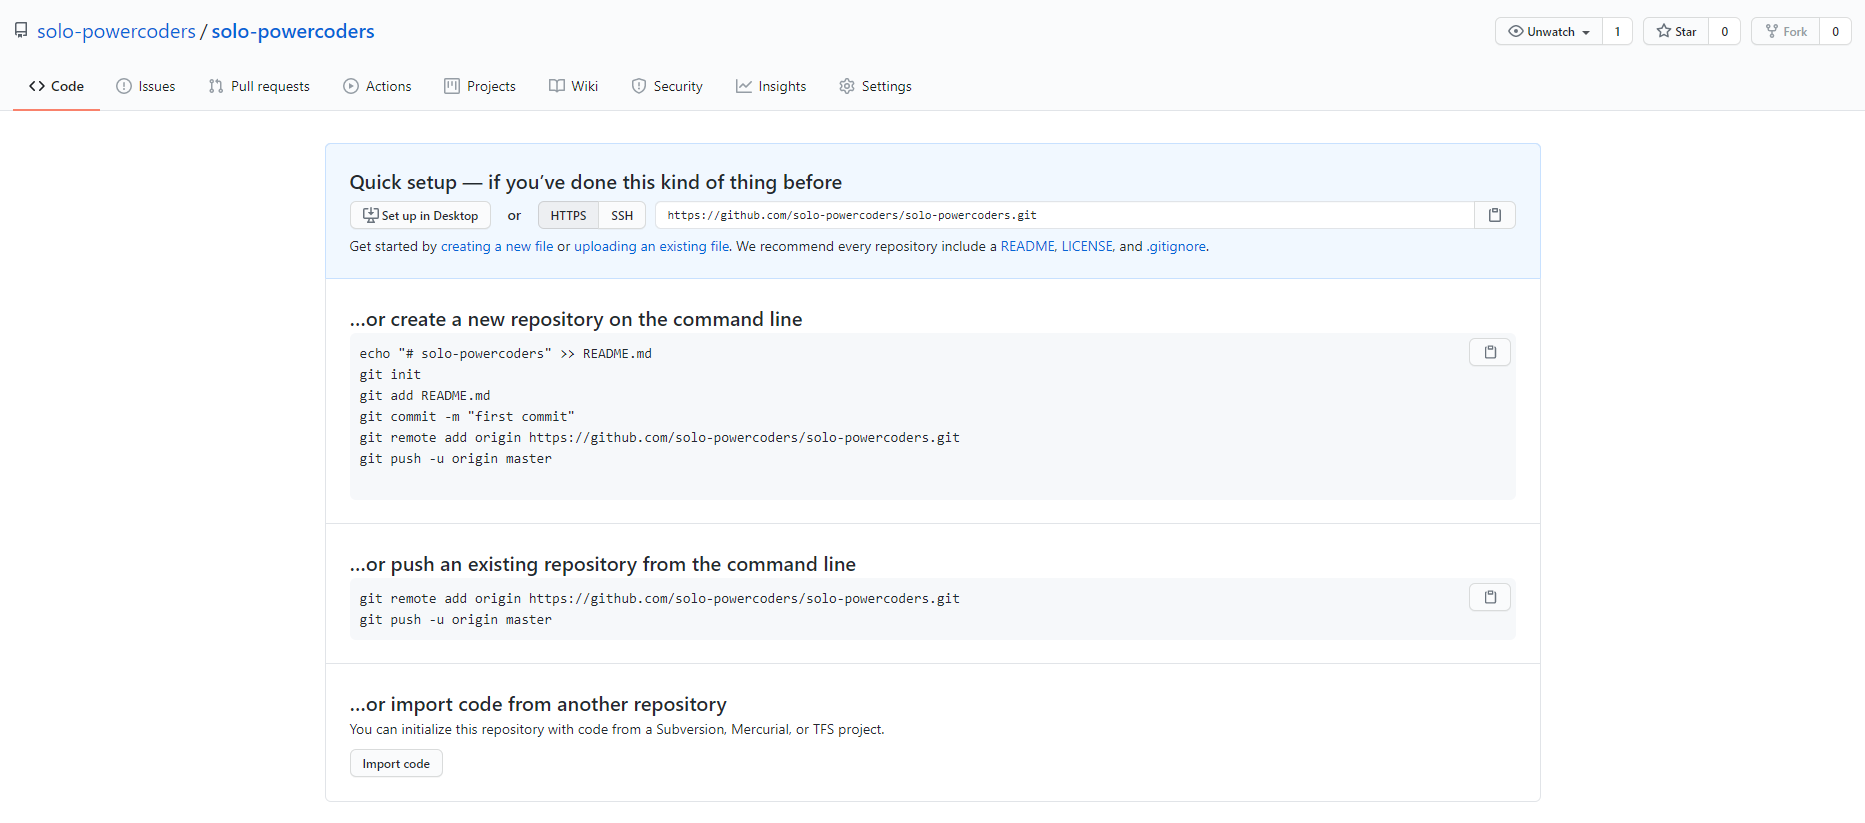 solo-powercoders / solo-powercoders
Unwatch 1 Star 0 Fork 0
Code Issues Pull requests Actions Projects Wiki Security Insights Settings
Quick setup — if you’ve done this kind of thing before
Set up in Desktop or HTTPS SSH https://github.com/solo-powercoders/solo-powercoders.git
Get started by creating a new file or uploading an existing file. We recommend every repository include a README, LICENSE, and .gitignore.
…or create a new repository on the command line
echo "# solo-powercoders" >> README.md
git init
git add README.md
git commit -m "first commit"
git remote add origin https://github.com/solo-powercoders/solo-powercoders.git
git push -u origin master
…or push an existing repository from the command line
git remote add origin https://github.com/solo-powercoders/solo-powercoders.git
git push -u origin master
…or import code from another repository
You can initialize this repository with code from a Subversion, Mercurial, or TFS project.
Import code